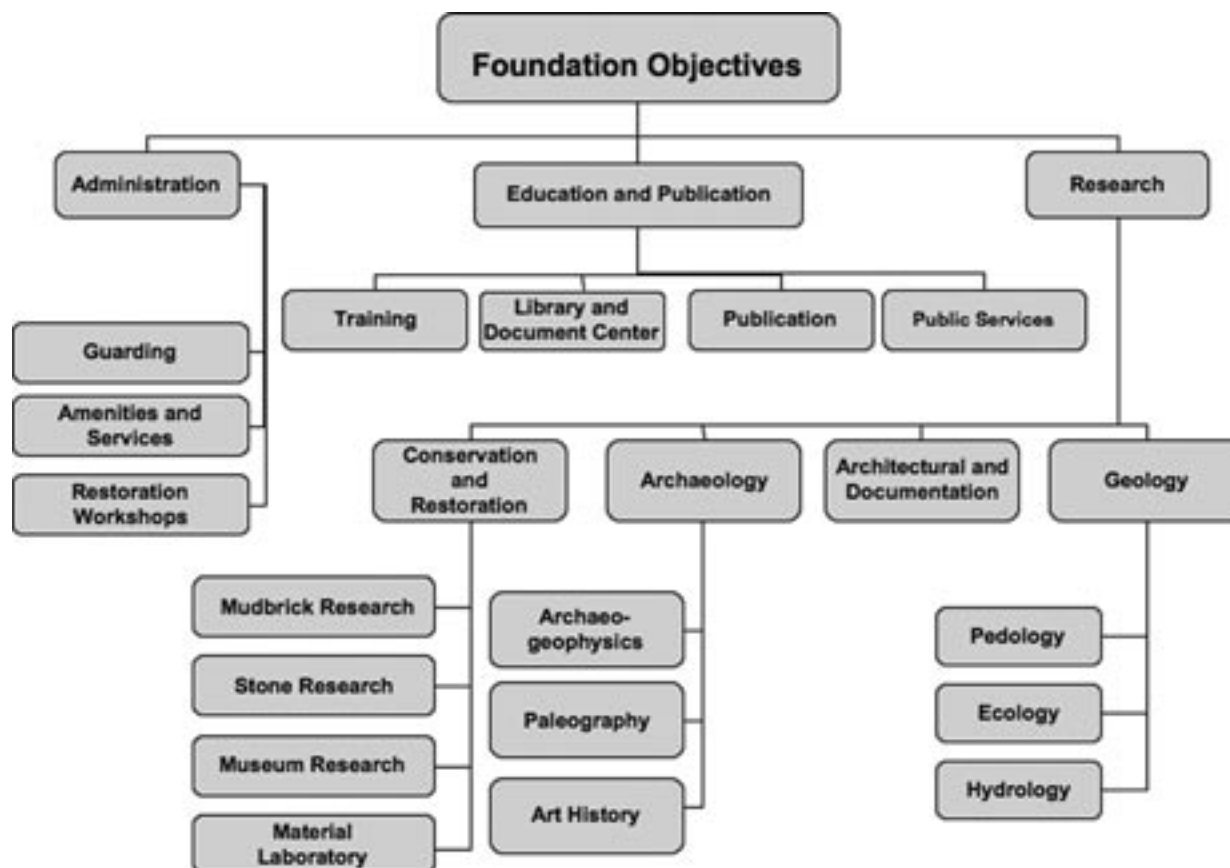 Foundation Objectives
Administration
Education and Publication
Research
Training
Library and
Document Center
Publication
Public Services
Guarding
Amenities and
Services
Restoration
Workshops
Conservation
and
Restoration
Archaeology
Architectural and
Documentation
Geology
Mudbrick Research
Stone Research
Museum Research
Material
Laboratory
Archaeo-
geophysics
Paleography
Art History
Pedology
Ecology
Hydrology